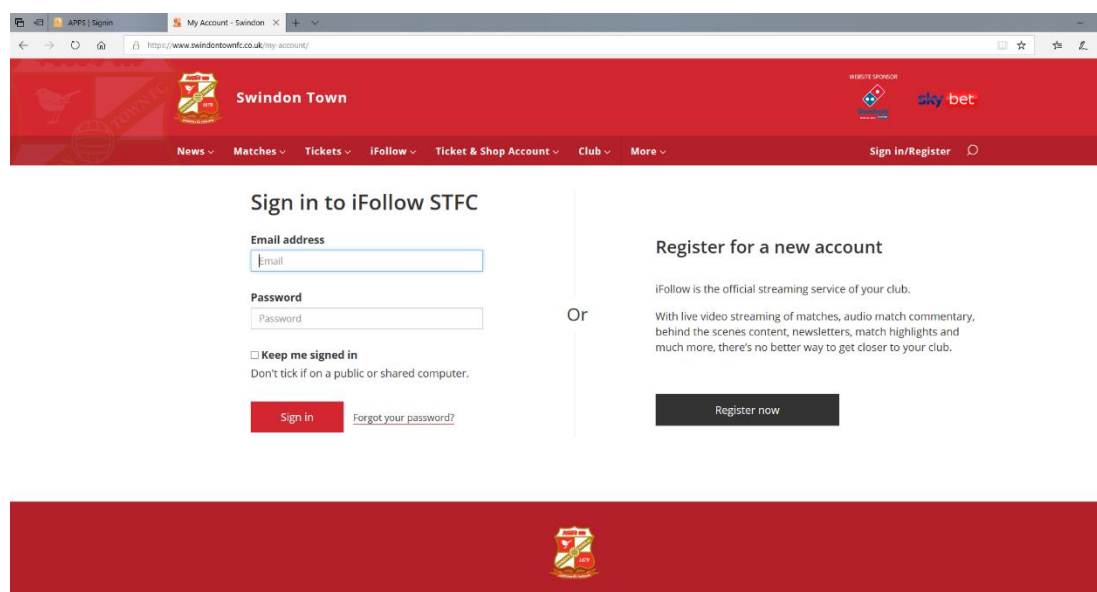 APPS | Signin
My Account - Swindon
https://www.swindontownfc.co.uk/my-account/
TOWN FC
1879
Swindon Town
WEBSITE SPONSOR
sky bet
News
Matches
Tickets
iFollow
Ticket & Shop Account
Club
More
Sign in/Register
Sign in to iFollow STFC
Email address
Email
Password
Password
Keep me signed in
Don't tick if on a public or shared computer.
Sign in
Forgot your password?
Or
Register for a new account
iFollow is the official streaming service of your club.
With live video streaming of matches, audio match commentary,
behind the scenes content, newsletters, match highlights and
much more, there's no better way to get closer to your club.
Register now
1879